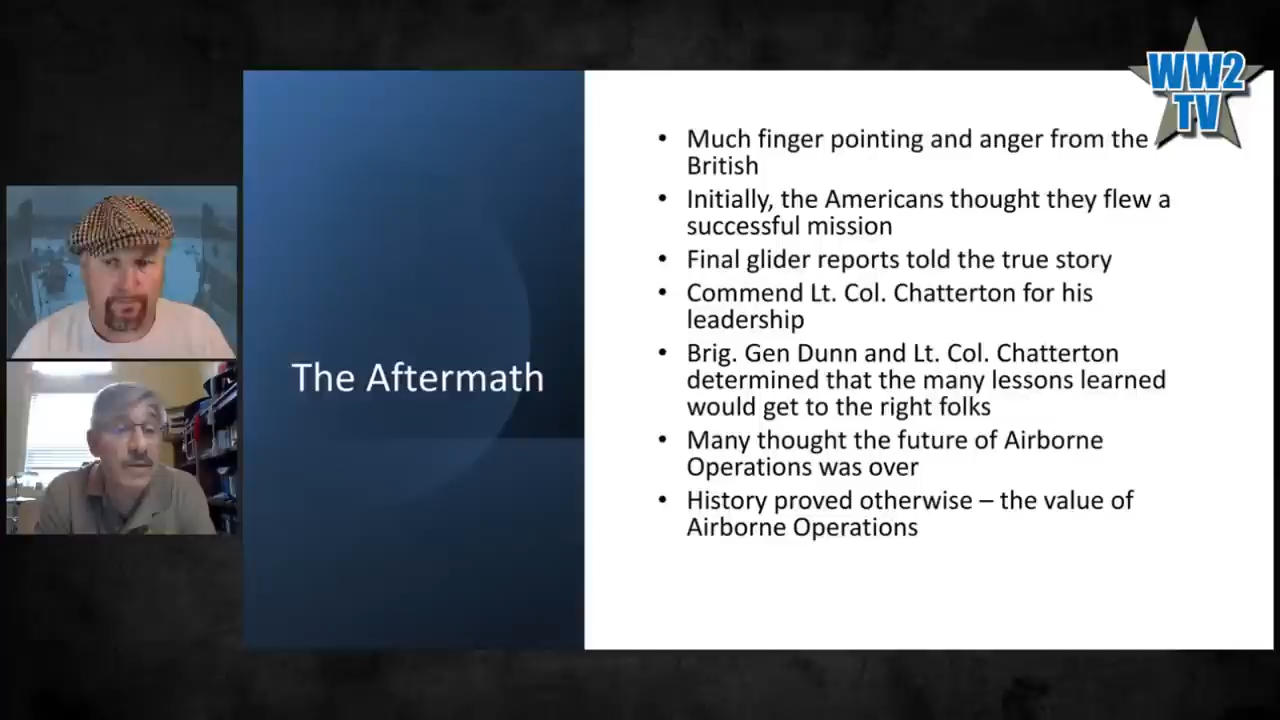 WW2
TV
The Aftermath
• Much finger pointing and anger from the
British
• Initially, the Americans thought they flew a
successful mission
• Final glider reports told the true story
• Commend Lt. Col. Chatterton for his
leadership
• Brig. Gen Dunn and Lt. Col. Chatterton
determined that the many lessons learned
would get to the right folks
• Many thought the future of Airborne
Operations was over
• History proved otherwise – the value of
Airborne Operations